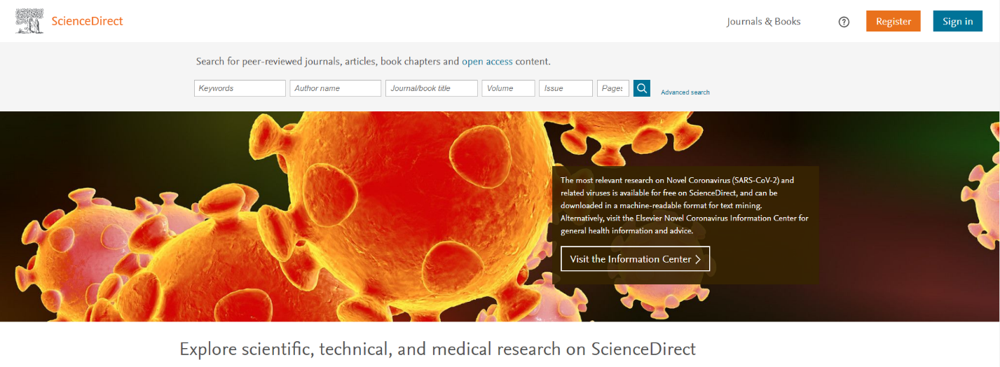 ScienceDirect
Journals & Books
?
Register
Sign in
Search for peer-reviewed journals, articles, book chapters and open access content.
Keywords
Author name
Journal/book title
Volume
Issue
Pages
Advanced search
The most relevant research on Novel Coronavirus (SARS-CoV-2) and
related viruses is available for free on ScienceDirect, and can be
downloaded in a machine-readable format for text mining.
Alternatively, visit the Elsevier Novel Coronavirus Information Center for
general health information and advice.
Visit the Information Center
Explore scientific, technical, and medical research on ScienceDirect